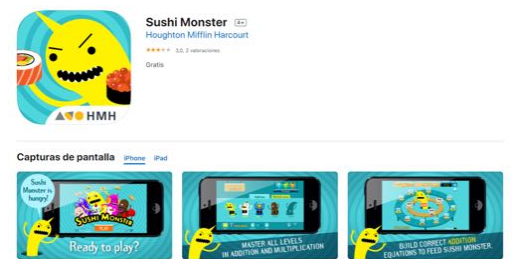 Sushi Monster 4+
Houghton Mifflin Harcourt
3,0, 2 valoraciones
Gratis
HMH
Capturas de pantalla iPhone iPad
Sushi
Monster is
hungry!
SUSHI MONSTER
PLAY
Ready to play?
MASTER ALL LEVELS
IN ADDITION AND MULTIPLICATION
BUILD CORRECT ADDITION
EQUATIONS TO FEED SUSHI MONSTER.